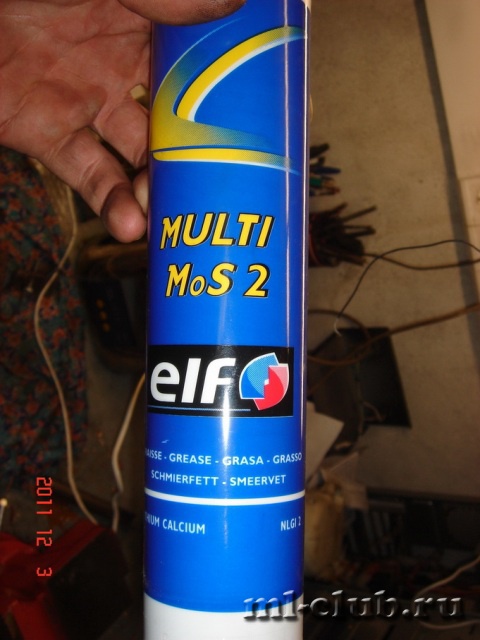 MULTI
MoS 2
elf
GREASE - GRASA - GRASSO
SCHMIERFETT - SMEERVET
CALCIUM NLGI 2
2011 12 3
ml-club.ru